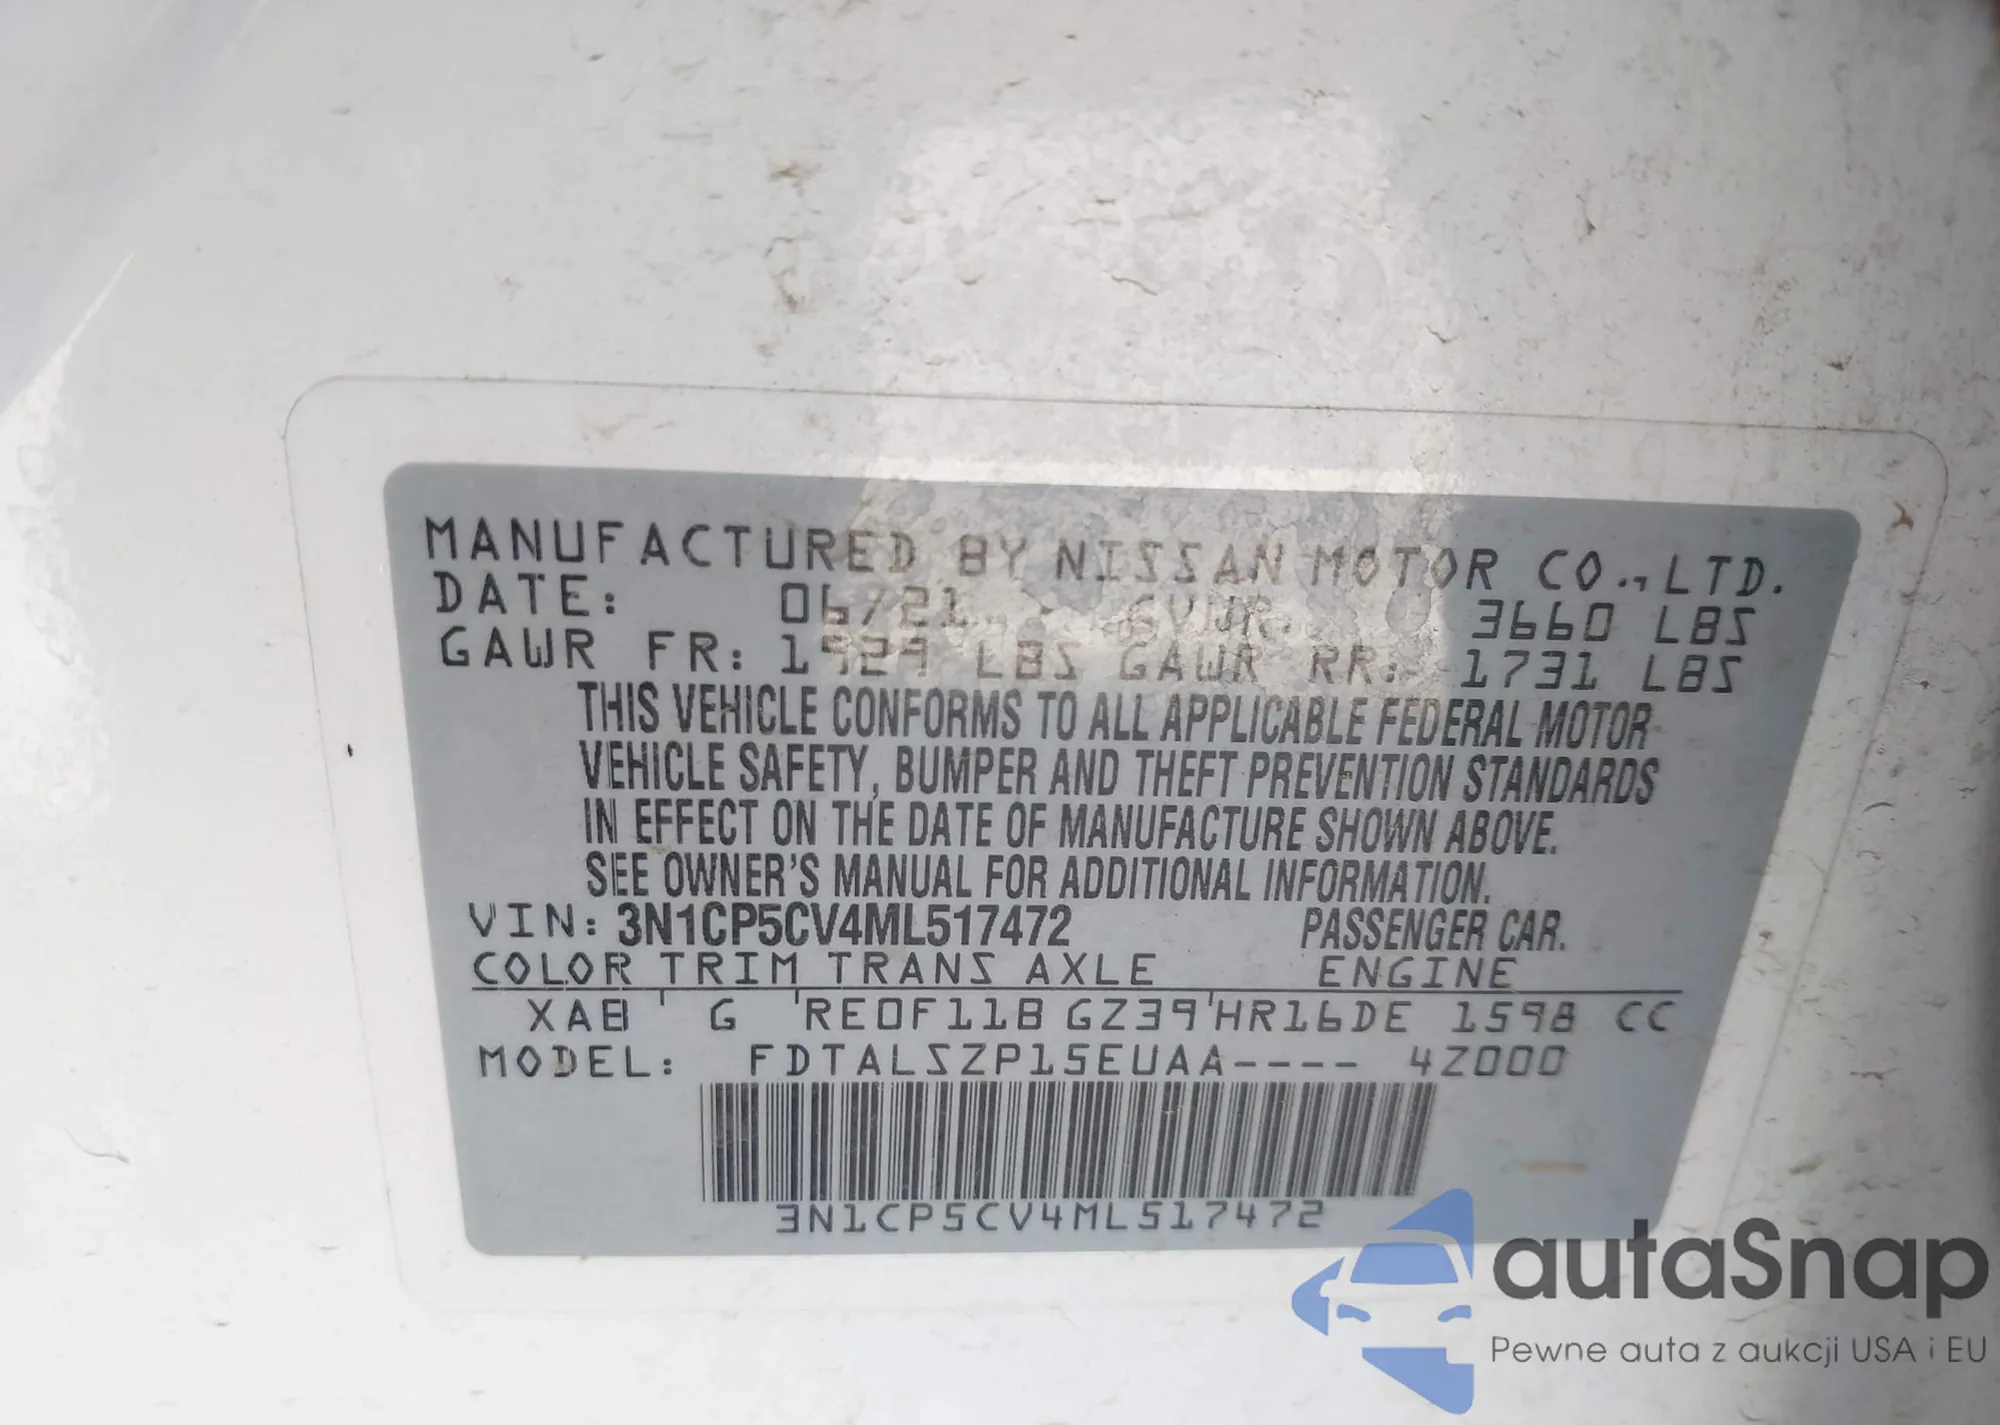 MANUFACTURED BY NISSAN MOTOR CO.,LTD.
DATE: 06/21 GVWR: 3660 LBS
GAWR FR: 1929 LBS GAWR RR: 1731 LBS
THIS VEHICLE CONFORMS TO ALL APPLICABLE FEDERAL MOTOR
VEHICLE SAFETY, BUMPER AND THEFT PREVENTION STANDARDS
IN EFFECT ON THE DATE OF MANUFACTURE SHOWN ABOVE.
SEE OWNER'S MANUAL FOR ADDITIONAL INFORMATION.
VIN: 3N1CP5CV4ML517472 PASSENGER CAR.
COLOR TRIM TRANS AXLE ENGINE
XAB G RE0F11B GZ39 HR16DE 1598 CC
MODEL: FDTALSZP15EUAA---- 4Z000
3N1CP5CV4ML517472
autaSnap
Pewne auta z aukcji USA i EU